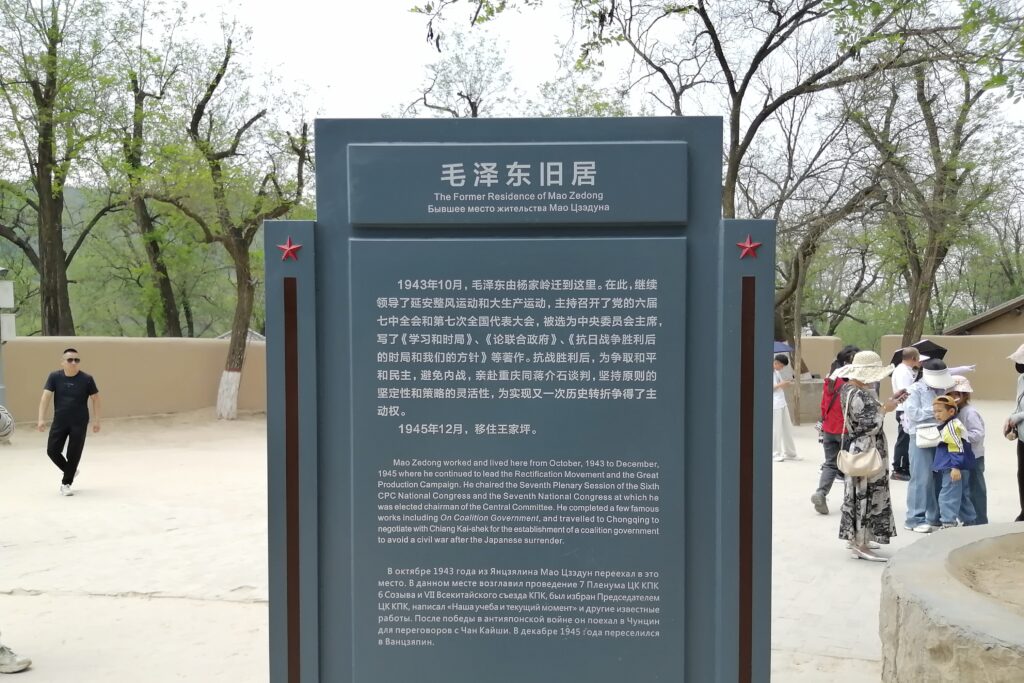 毛泽东旧居
The Former Residence of Mao Zedong
Бывшее место жительства Мао Цзэдуна
1943年10月，毛泽东由杨家岭迁到这里。在此，继续
领导了延安整风运动和大生产运动，主持召开了党的六届
七中全会和第七次全国代表大会，被选为中央委员会主席，
写了《学习和时局》、《论联合政府》、《抗日战争胜利后
的时局和我们的方针》等著作。抗战胜利后，为争取和平
和民主，避免内战，亲赴重庆同蒋介石谈判，坚持原则的
坚定性和策略的灵活性，为实现又一次历史转折争得了主
动权。
1945年12月，移住王家坪。
Mao Zedong worked and lived here from October, 1943 to December,
1945 where he continued to lead the Rectification Movement and the Great
Production Campaign. He chaired the Seventh Plenary Session of the Sixth
CPC National Congress and the Seventh National Congress at which he
was elected chairman of the Central Committee. He completed a few famous
works including On Coalition Government, and travelled to Chongqing to
negotiate with Chiang Kai-shek for the establishment of a coalition government
to avoid a civil war after the Japanese surrender.
В октябре 1943 года из Янцзялина Мао Цзэдун переехал в это
место. В данном месте возглавил проведение 7 Пленума ЦК КПК
6 Созыва и VII Всекитайского съезда КПК, был избран Председателем
ЦК КПК, написал «Наша учеба и текущий момент» и другие известные
работы. После победы в антияпонской войне он поехал в Чунцин
для переговоров с Чан Кайши. В декабре 1945 года переселился
в Ванцзяпин.